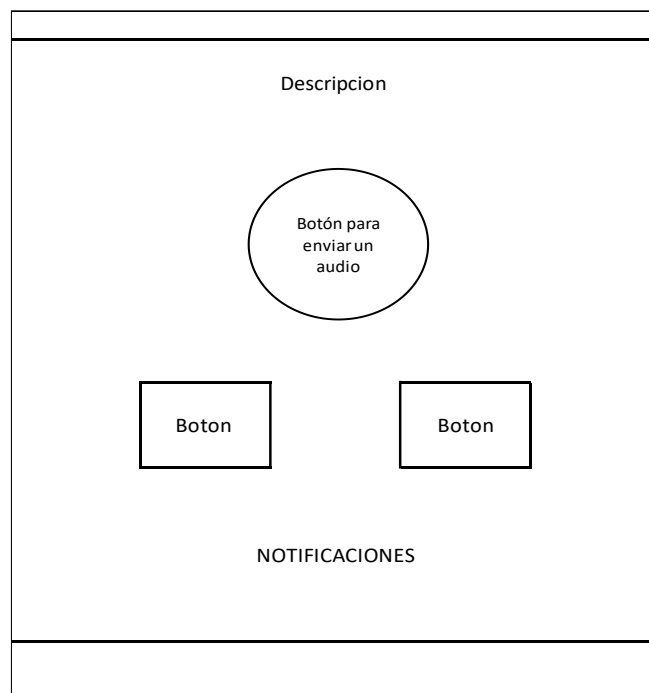 Descripcion
Botón para
enviar un
audio
Boton
Boton
NOTIFICACIONES